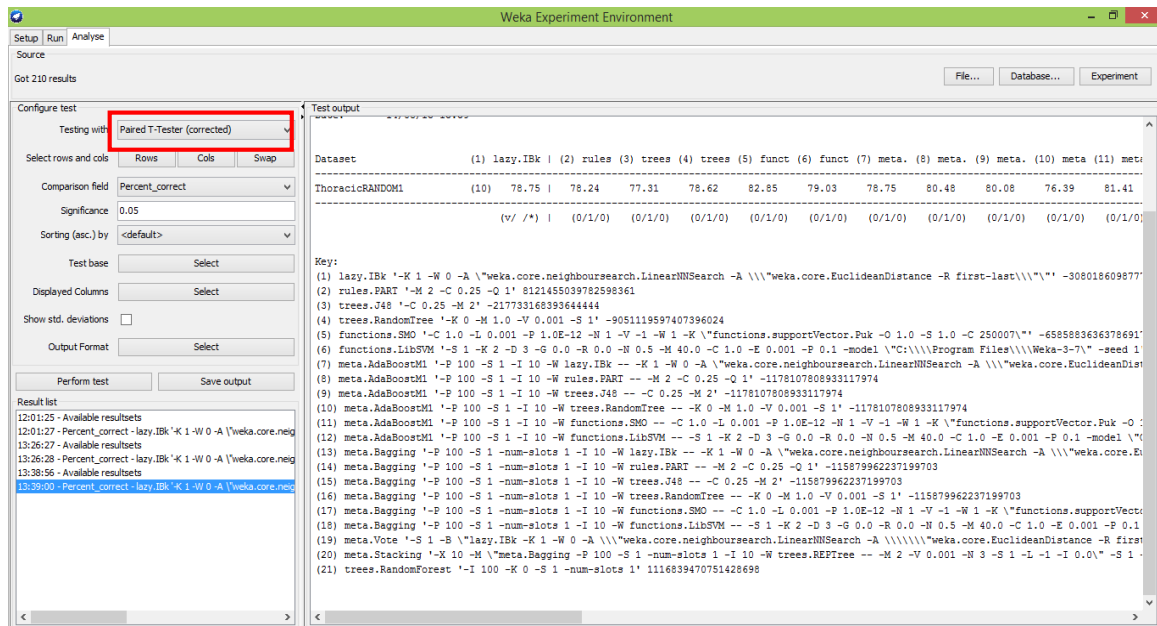 Weka Experiment Environment
Setup Run Analyse
Source
Got 210 results
File... Database... Experiment
Configure test
Testing with Paired T-Tester (corrected)
Select rows and cols Rows Cols Swap
Comparison field Percent_correct
Significance 0.05
Sorting (asc.) by <default>
Test base Select
Displayed Columns Select
Show std. deviations
Output Format Select
Perform test Save output
Result list
12:01:25 - Available resultsets
12:01:27 - Percent_correct - lazy.IBk '-K 1 -W 0 -A \"weka.core.neig
13:26:27 - Available resultsets
13:26:28 - Percent_correct - lazy.IBk '-K 1 -W 0 -A \"weka.core.neig
13:38:56 - Available resultsets
13:39:00 - Percent_correct - lazy.IBk '-K 1 -W 0 -A \"weka.core.neig
Test output
Dataset (1) lazy.IBk | (2) rules (3) trees (4) trees (5) funct (6) funct (7) meta. (8) meta. (9) meta. (10) meta (11) meta
ThoracicRANDOM1 (10) 78.75 | 78.24 77.31 78.62 82.85 79.03 78.75 80.48 80.08 76.39 81.41
(v/ /*) | (0/1/0) (0/1/0) (0/1/0) (0/1/0) (0/1/0) (0/1/0) (0/1/0) (0/1/0) (0/1/0) (0/1/0)
Key:
(1) lazy.IBk '-K 1 -W 0 -A \"weka.core.neighboursearch.LinearNNSearch -A \\\"weka.core.EuclideanDistance -R first-last\\\"\"' -308018609877
(2) rules.PART '-M 2 -C 0.25 -Q 1' 8121455039782598361
(3) trees.J48 '-C 0.25 -M 2' -217733168393644444
(4) trees.RandomTree '-K 0 -M 1.0 -V 0.001 -S 1' -9051119597407396024
(5) functions.SMO '-C 1.0 -L 0.001 -P 1.0E-12 -N 1 -V -1 -W 1 -K \"functions.supportVector.Puk -O 1.0 -S 1.0 -C 250007\"' -6585883636378691
(6) functions.LibSVM '-S 1 -K 2 -D 3 -G 0.0 -R 0.0 -N 0.5 -M 40.0 -C 1.0 -E 0.001 -P 0.1 -model \"C:\\\\Program Files\\\\Weka-3-7\" -seed 1
(7) meta.AdaBoostM1 '-P 100 -S 1 -I 10 -W lazy.IBk -- -K 1 -W 0 -A \"weka.core.neighboursearch.LinearNNSearch -A \\\"weka.core.EuclideanDist
(8) meta.AdaBoostM1 '-P 100 -S 1 -I 10 -W rules.PART -- -M 2 -C 0.25 -Q 1' -1178107808933117974
(9) meta.AdaBoostM1 '-P 100 -S 1 -I 10 -W trees.J48 -- -C 0.25 -M 2' -1178107808933117974
(10) meta.AdaBoostM1 '-P 100 -S 1 -I 10 -W trees.RandomTree -- -K 0 -M 1.0 -V 0.001 -S 1' -1178107808933117974
(11) meta.AdaBoostM1 '-P 100 -S 1 -I 10 -W functions.SMO -- -C 1.0 -L 0.001 -P 1.0E-12 -N 1 -V -1 -W 1 -K \"functions.supportVector.Puk -O
(12) meta.AdaBoostM1 '-P 100 -S 1 -I 10 -W functions.LibSVM -- -S 1 -K 2 -D 3 -G 0.0 -R 0.0 -N 0.5 -M 40.0 -C 1.0 -E 0.001 -P 0.1 -model \"
(13) meta.Bagging '-P 100 -S 1 -num-slots 1 -I 10 -W lazy.IBk -- -K 1 -W 0 -A \"weka.core.neighboursearch.LinearNNSearch -A \\\"weka.core.Eu
(14) meta.Bagging '-P 100 -S 1 -num-slots 1 -I 10 -W rules.PART -- -M 2 -C 0.25 -Q 1' -115879962237199703
(15) meta.Bagging '-P 100 -S 1 -num-slots 1 -I 10 -W trees.J48 -- -C 0.25 -M 2' -115879962237199703
(16) meta.Bagging '-P 100 -S 1 -num-slots 1 -I 10 -W trees.RandomTree -- -K 0 -M 1.0 -V 0.001 -S 1' -115879962237199703
(17) meta.Bagging '-P 100 -S 1 -num-slots 1 -I 10 -W functions.SMO -- -C 1.0 -L 0.001 -P 1.0E-12 -N 1 -V -1 -W 1 -K \"functions.supportVect
(18) meta.Bagging '-P 100 -S 1 -num-slots 1 -I 10 -W functions.LibSVM -- -S 1 -K 2 -D 3 -G 0.0 -R 0.0 -N 0.5 -M 40.0 -C 1.0 -E 0.001 -P 0.1
(19) meta.Vote '-S 1 -B \"lazy.IBk -K 1 -W 0 -A \\\"weka.core.neighboursearch.LinearNNSearch -A \\\\\\\"weka.core.EuclideanDistance -R first
(20) meta.Stacking '-X 10 -M \"meta.Bagging -P 100 -S 1 -num-slots 1 -I 10 -W trees.REPTree -- -M 2 -V 0.001 -N 3 -S 1 -L -1 -I 0.0\" -S 1 -
(21) trees.RandomForest '-I 100 -K 0 -S 1 -num-slots 1' 1116839470751428698